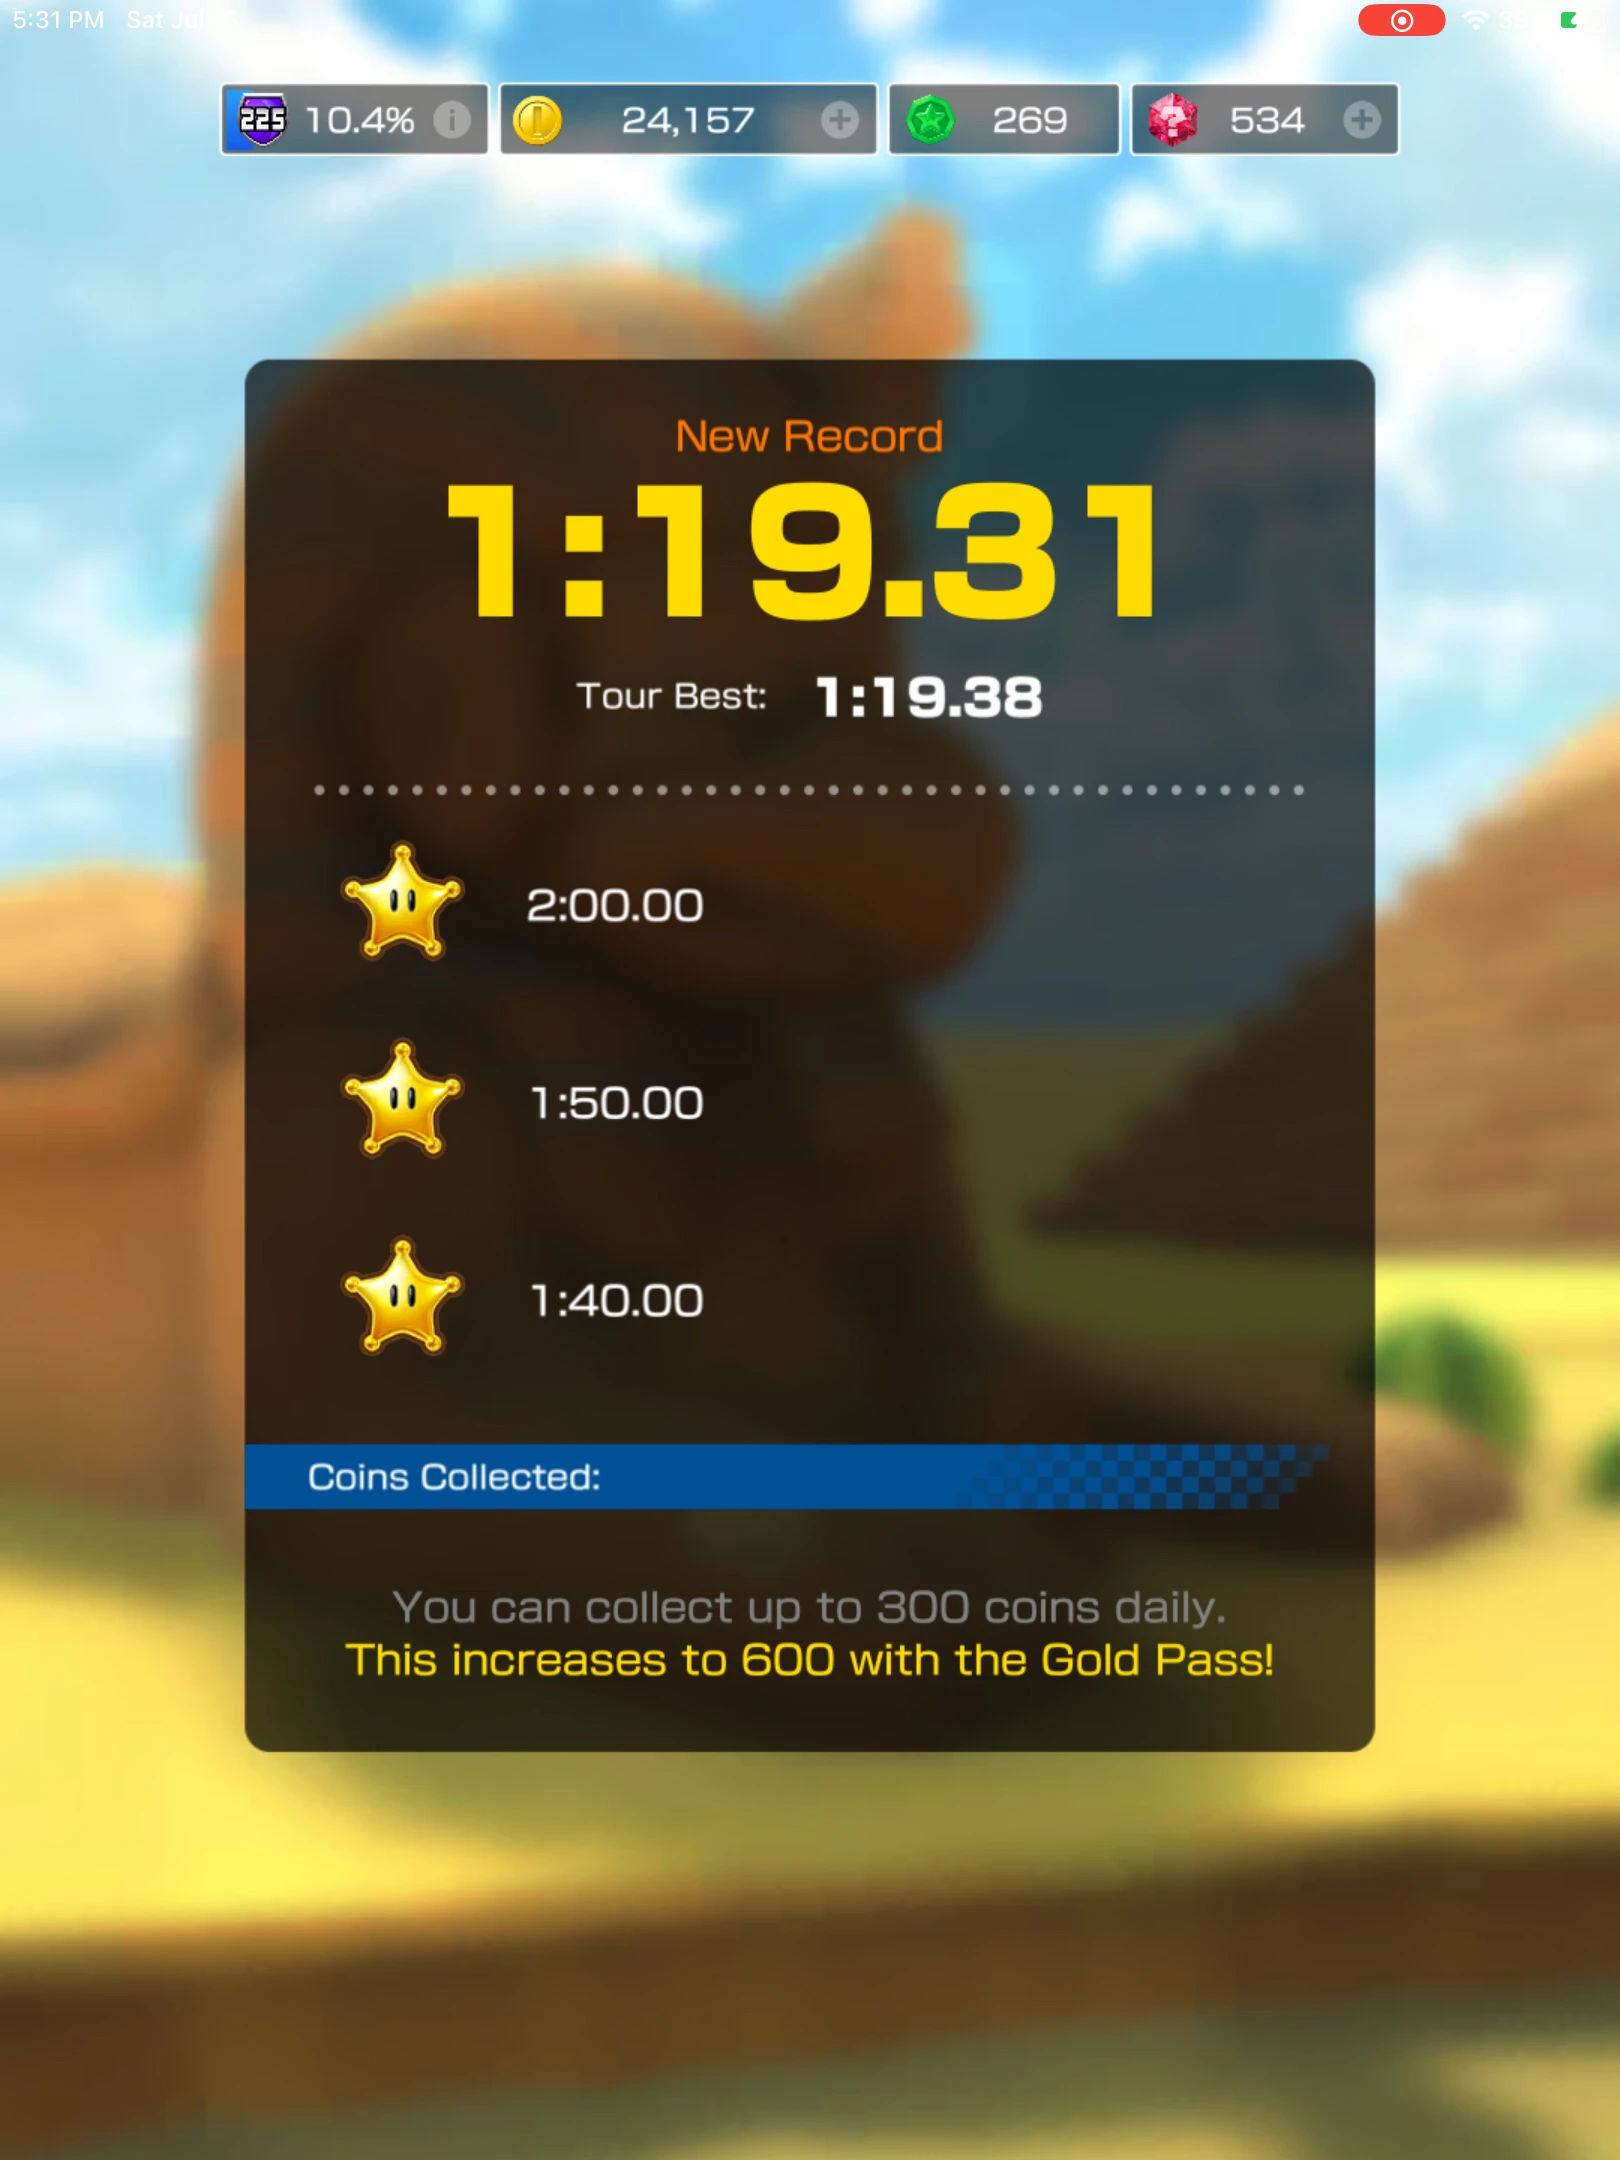 5:31 PM Sat
225 10.4% 24,157 269 534
New Record
1:19.31
Tour Best: 1:19.38
2:00.00
1:50.00
1:40.00
Coins Collected:
You can collect up to 300 coins daily.
This increases to 600 with the Gold Pass!